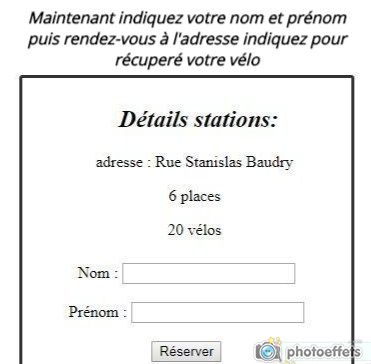 Maintenant indiquez votre nom et prénom
puis rendez-vous à l'adresse indiquez pour
récuperé votre vélo
Détails stations:
adresse : Rue Stanislas Baudry
6 places
20 vélos
Nom :
Prénom :
Réserver
photoeffets